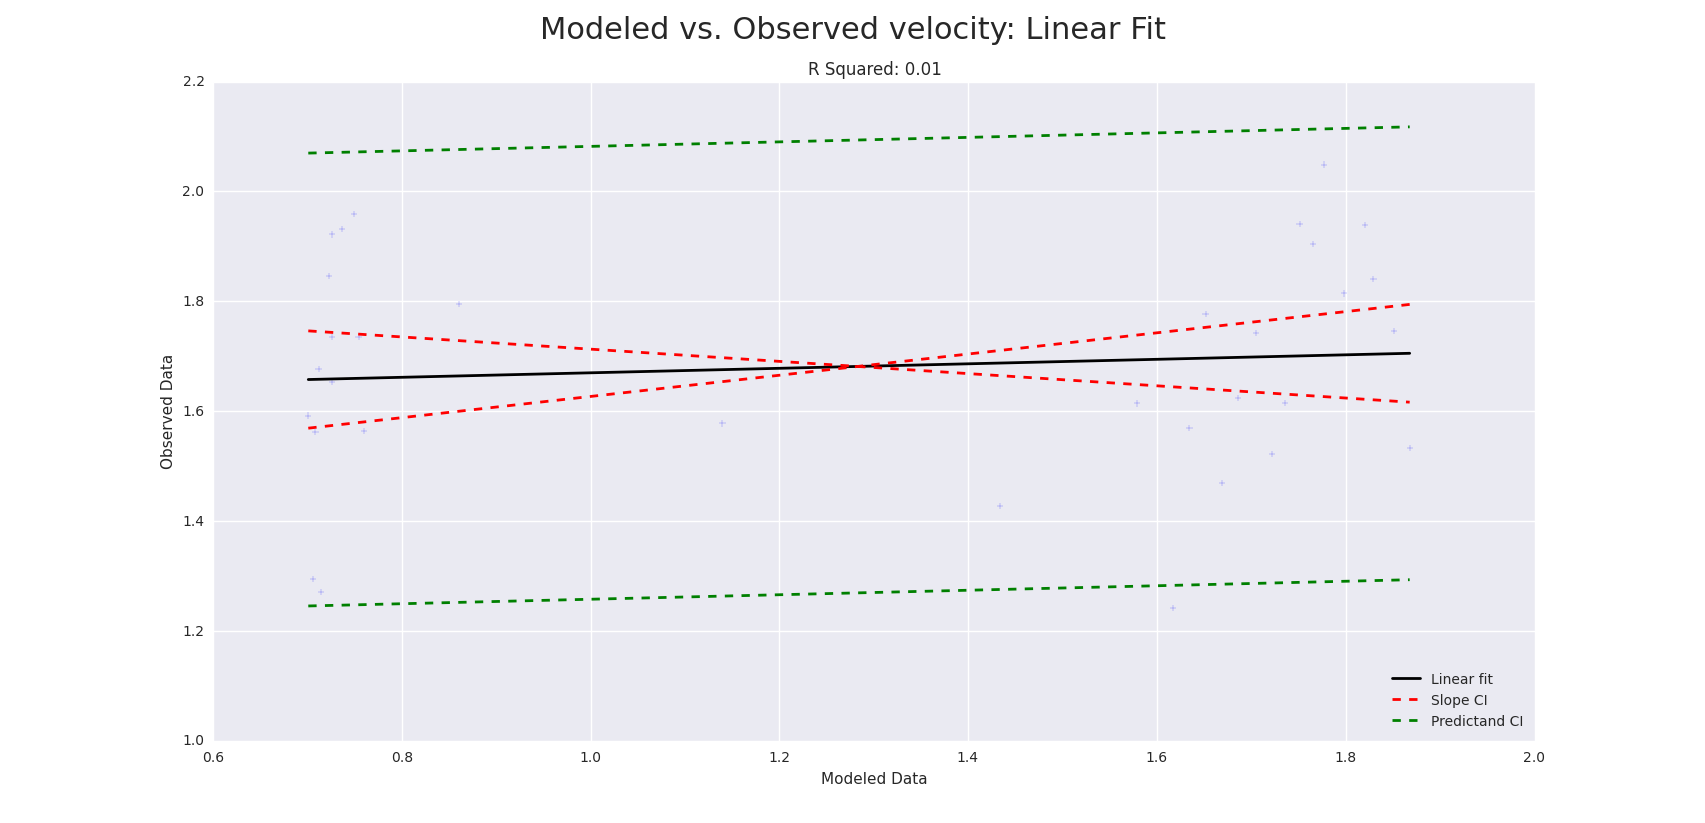 Modeled vs. Observed velocity: Linear Fit
R Squared: 0.01
2.2
2.0
1.8
1.6
1.4
1.2
1.0
Observed Data
0.6 0.8 1.0 1.2 1.4 1.6 1.8 2.0
Modeled Data
Linear fit
Slope CI
Predictand CI